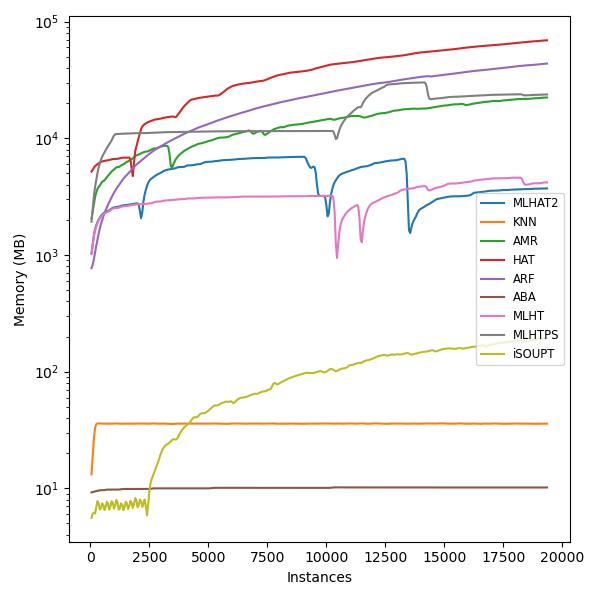 10^5
10^4
10^3
10^2
10^1
Memory (MB)
MLHAT2
KNN
AMR
HAT
ARF
ABA
MLHT
MLHTPS
iSOUPT
0 2500 5000 7500 10000 12500 15000 17500 20000
Instances